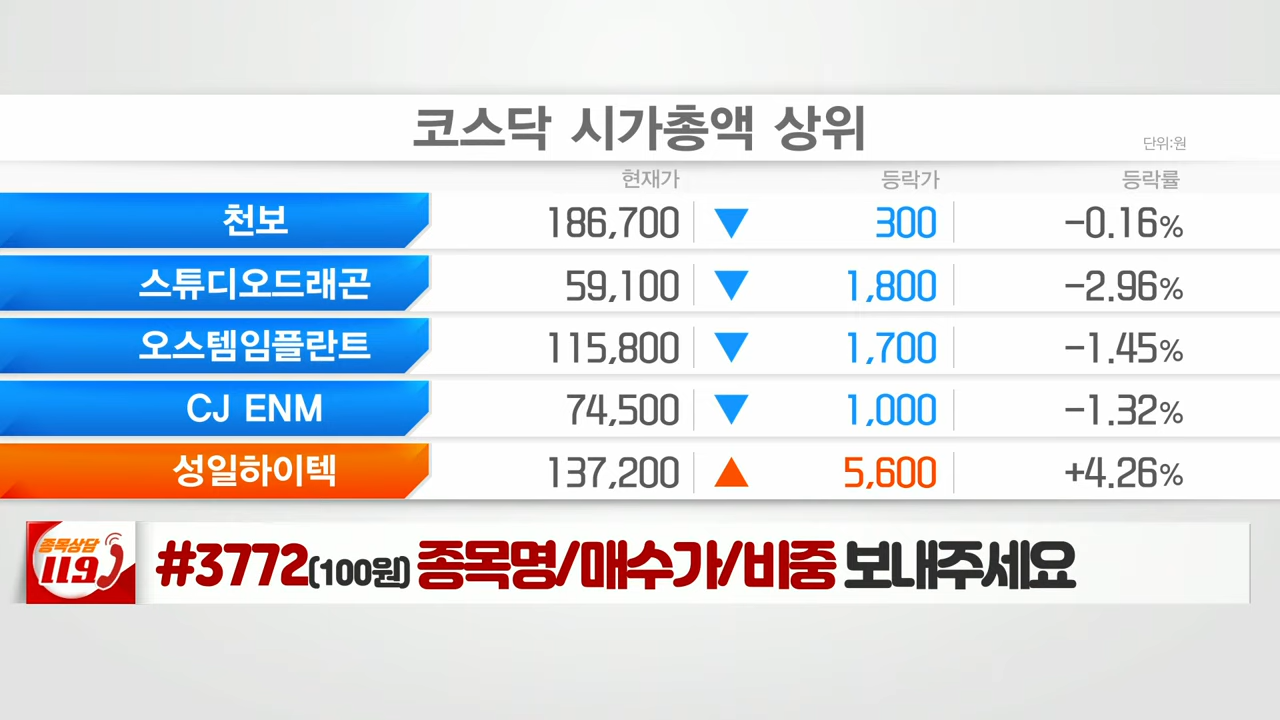 코스닥 시가총액 상위
단위:원
현재가 등락가 등락률
천보 186,700 ▼ 300 -0.16%
스튜디오드래곤 59,100 ▼ 1,800 -2.96%
오스템임플란트 115,800 ▼ 1,700 -1.45%
CJ ENM 74,500 ▼ 1,000 -1.32%
성일하이텍 137,200 ▲ 5,600 +4.26%
종목상담
119
#3772(100원) 종목명/매수가/비중 보내주세요